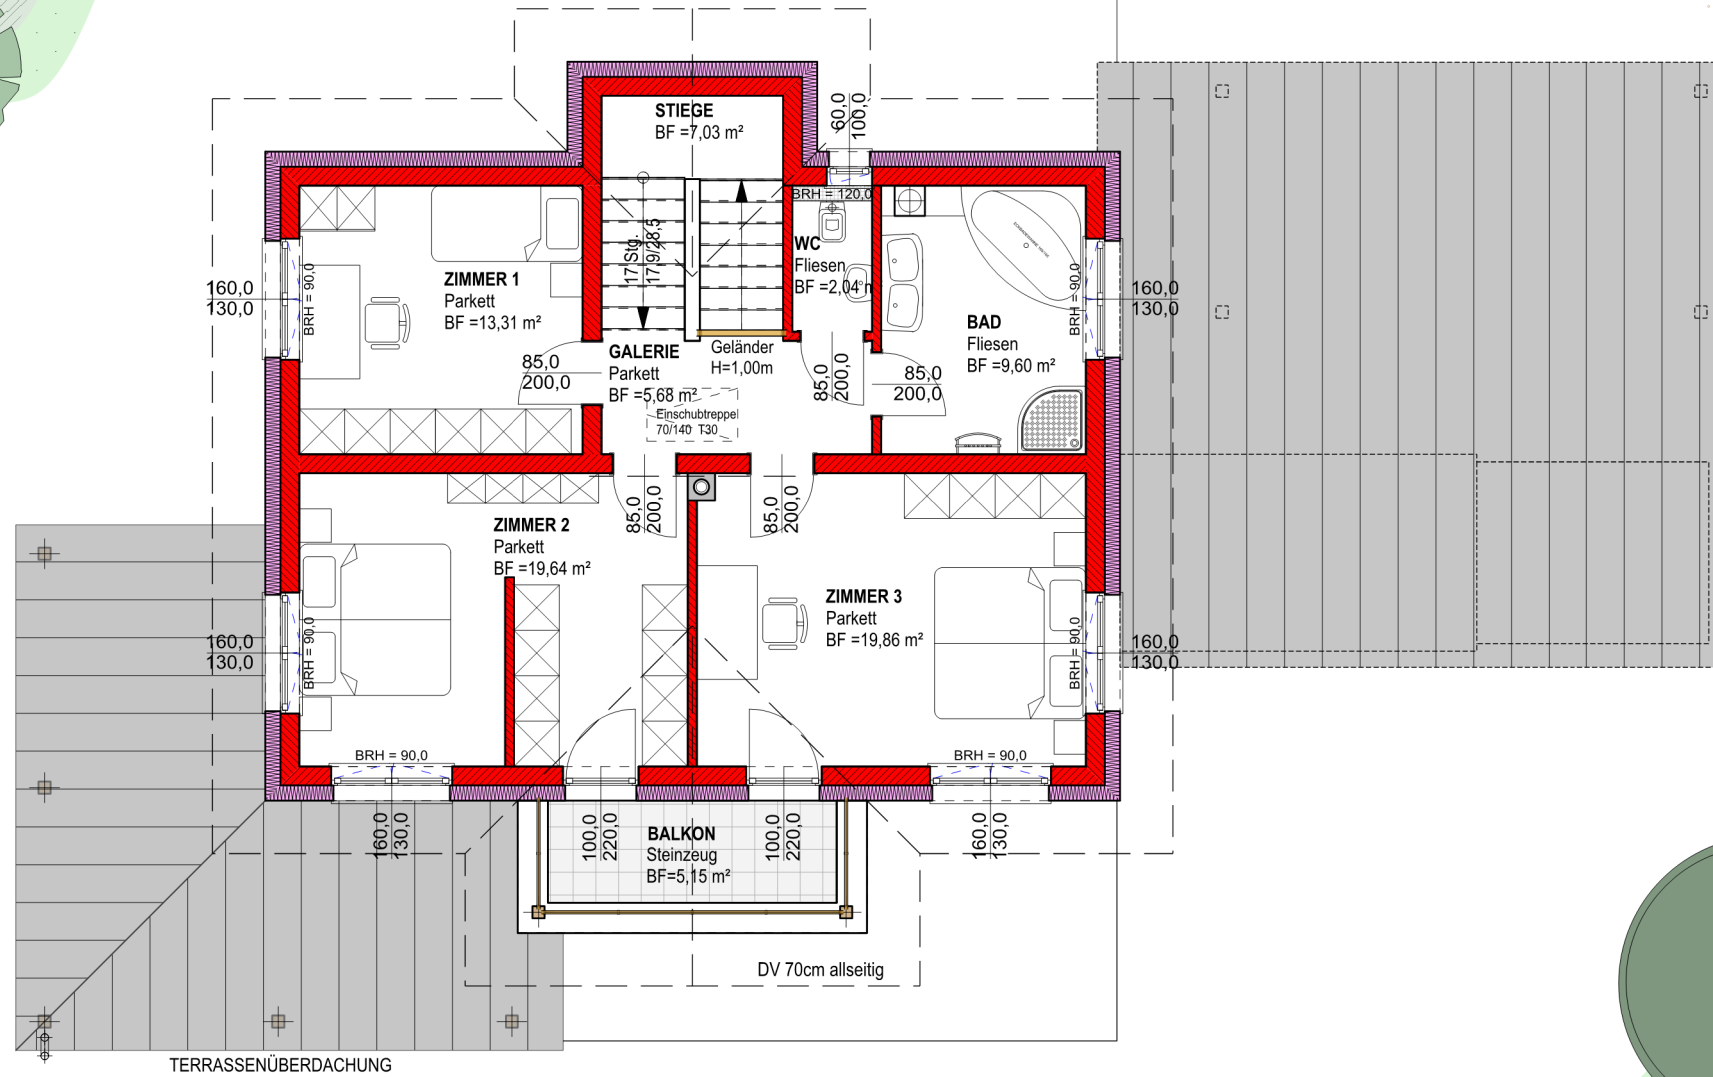 STIEGE
BF =7,03 m²
60,0
100,0
BRH = 120,0
17 Stg.
17,9/28,5
WC
Fliesen
BF =2,04 m
ZIMMER 1
Parkett
BF =13,31 m²
160,0
130,0
BRH = 90,0
BRH = 90,0
160,0
130,0
BAD
Fliesen
BF =9,60 m²
GALERIE
Parkett
BF =5,68 m²
Geländer
H=1,00m
85,0
200,0
85,0
200,0
85,0
200,0
Einschubtreppe
70/140 T30
85,0
200,0
85,0
200,0
ZIMMER 2
Parkett
BF =19,64 m²
ZIMMER 3
Parkett
BF =19,86 m²
160,0
130,0
BRH = 90,0
BRH = 90,0
160,0
130,0
BRH = 90,0
BRH = 90,0
160,0
130,0
100,0
220,0
BALKON
Steinzeug
BF=5,15 m²
100,0
220,0
160,0
130,0
DV 70cm allseitig
TERRASSENÜBERDACHUNG